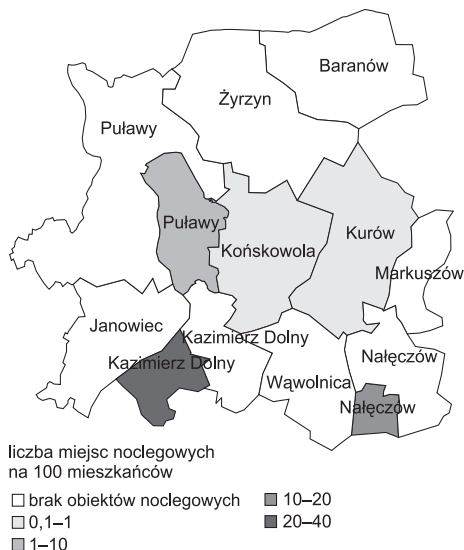 Baranów
Żyrzyn
Puławy
Puławy
Końskowola
Kurów
Markuszów
Janowiec
Kazimierz Dolny
Kazimierz Dolny
Nałęczów
Wąwolnica
Nałęczów
liczba miejsc noclegowych
na 100 mieszkańców
brak obiektów noclegowych
0,1–1
1–10
10–20
20–40